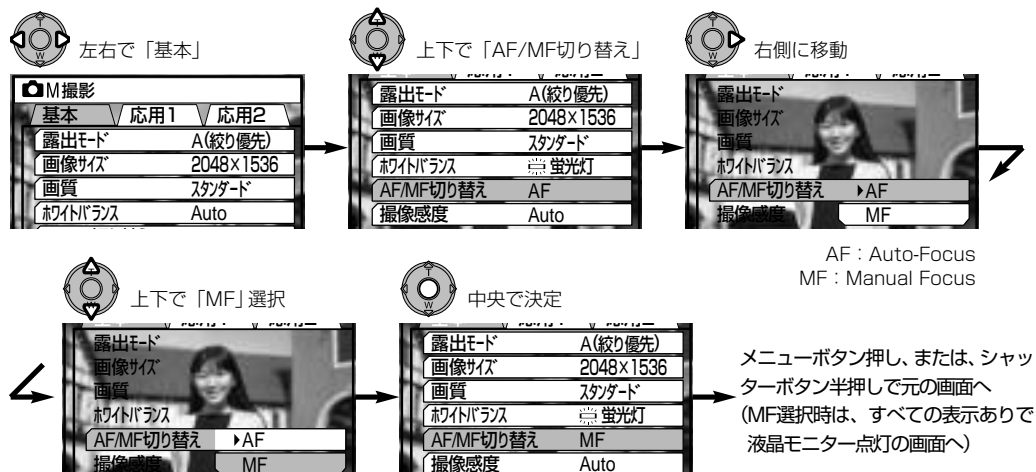 左右で「基本」
M撮影
基本 応用1 応用2
露出モード A(絞り優先)
画像サイズ 2048×1536
画質 スタンダード
ホワイトバランス Auto
上下で「AF/MF切り替え」
露出モード A(絞り優先)
画像サイズ 2048×1536
画質 スタンダード
ホワイトバランス 蛍光灯
AF/MF切り替え AF
撮像感度 Auto
右側に移動
露出モード
画像サイズ
画質
ホワイトバランス
AF/MF切り替え AF
撮像感度 MF
AF：Auto-Focus
MF：Manual Focus
上下で「MF」選択
露出モード
画像サイズ
画質
ホワイトバランス
AF/MF切り替え AF
撮像感度 MF
中央で決定
露出モード A(絞り優先)
画像サイズ 2048×1536
画質 スタンダード
ホワイトバランス 蛍光灯
AF/MF切り替え MF
撮像感度 Auto
メニューボタン押し、または、シャッ
ターボタン半押しで元の画面へ
（MF選択時は、すべての表示ありで
液晶モニター点灯の画面へ）